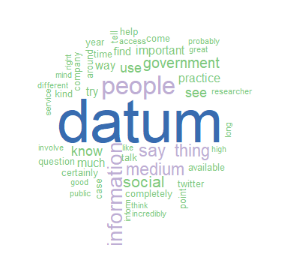 tell help
year access come probably
right company around time find important great
mind way use government
different kind try people see practice researcher
service
datum
long
involve know say thing high
question much like talk medium available
certainly information
good case social twitter
public completely point
inform think
incredibly